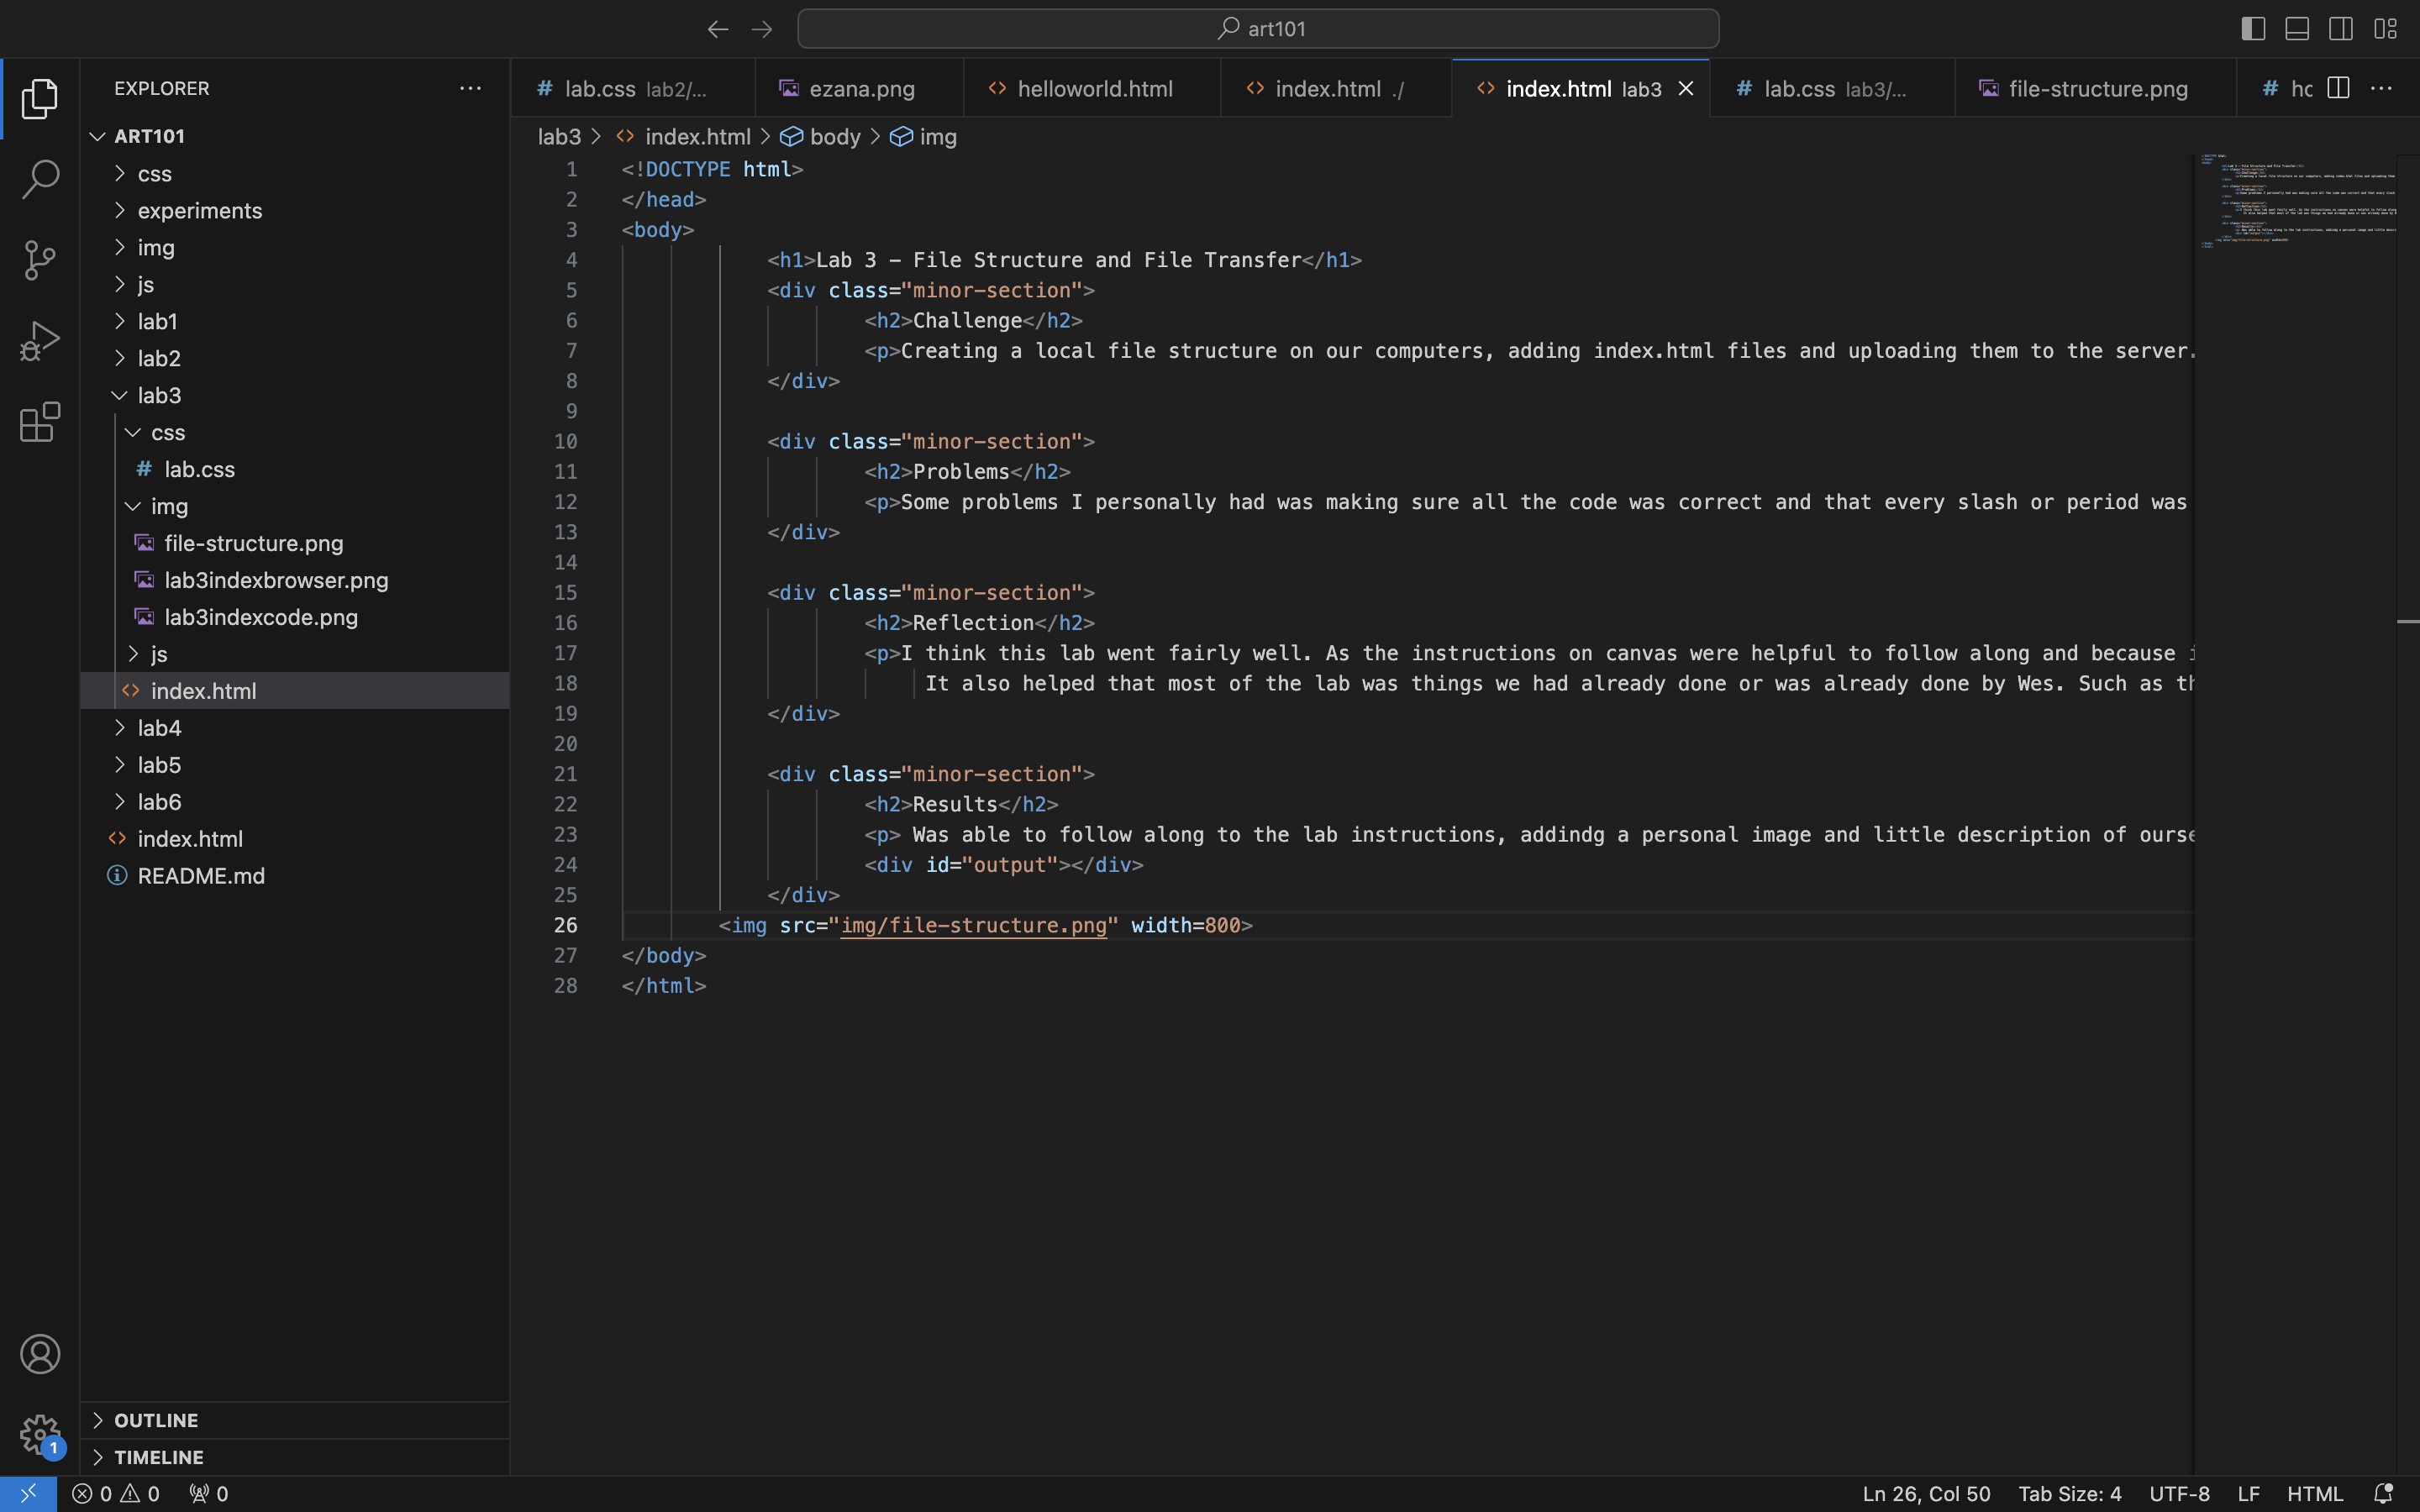 art101
EXPLORER
ART101
css
experiments
img
js
lab1
lab2
lab3
css
# lab.css
img
file-structure.png
lab3indexbrowser.png
lab3indexcode.png
js
<> index.html
lab4
lab5
lab6
<> index.html
README.md
OUTLINE
TIMELINE
1
# lab.css lab2/...
ezana.png
<> helloworld.html
<> index.html ./
<> index.html lab3
# lab.css lab3/...
file-structure.png
# hc
lab3 > <> index.html > body > img
1 <!DOCTYPE html>
2 </head>
3 <body>
4 <h1>Lab 3 - File Structure and File Transfer</h1>
5 <div class="minor-section">
6 <h2>Challenge</h2>
7 <p>Creating a local file structure on our computers, adding index.html files and uploading them to the server.
8 </div>
9
10 <div class="minor-section">
11 <h2>Problems</h2>
12 <p>Some problems I personally had was making sure all the code was correct and that every slash or period was
13 </div>
14
15 <div class="minor-section">
16 <h2>Reflection</h2>
17 <p>I think this lab went fairly well. As the instructions on canvas were helpful to follow along and because
18 It also helped that most of the lab was things we had already done or was already done by Wes. Such as th
19 </div>
20
21 <div class="minor-section">
22 <h2>Results</h2>
23 <p> Was able to follow along to the lab instructions, addindg a personal image and little description of ourse
24 <div id="output"></div>
25 </div>
26 <img src="img/file-structure.png" width=800>
27 </body>
28 </html>
0 0 0
Ln 26, Col 50 Tab Size: 4 UTF-8 LF HTML